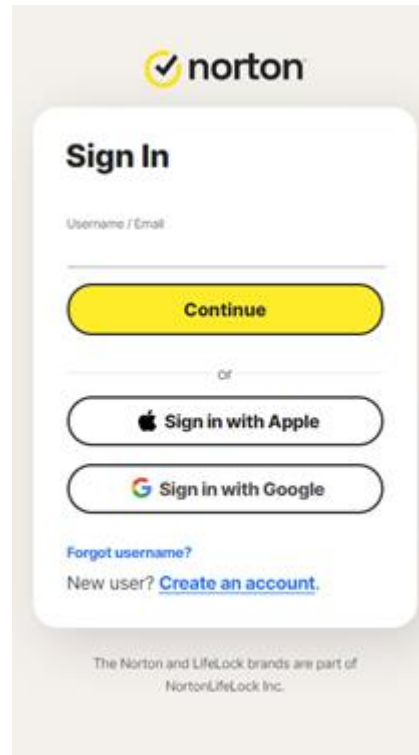 norton
Sign In
Username / Email
Continue
or
Sign in with Apple
Sign in with Google
Forgot username?
New user? Create an account.
The Norton and LifeLock brands are part of
NortonLifeLock Inc.